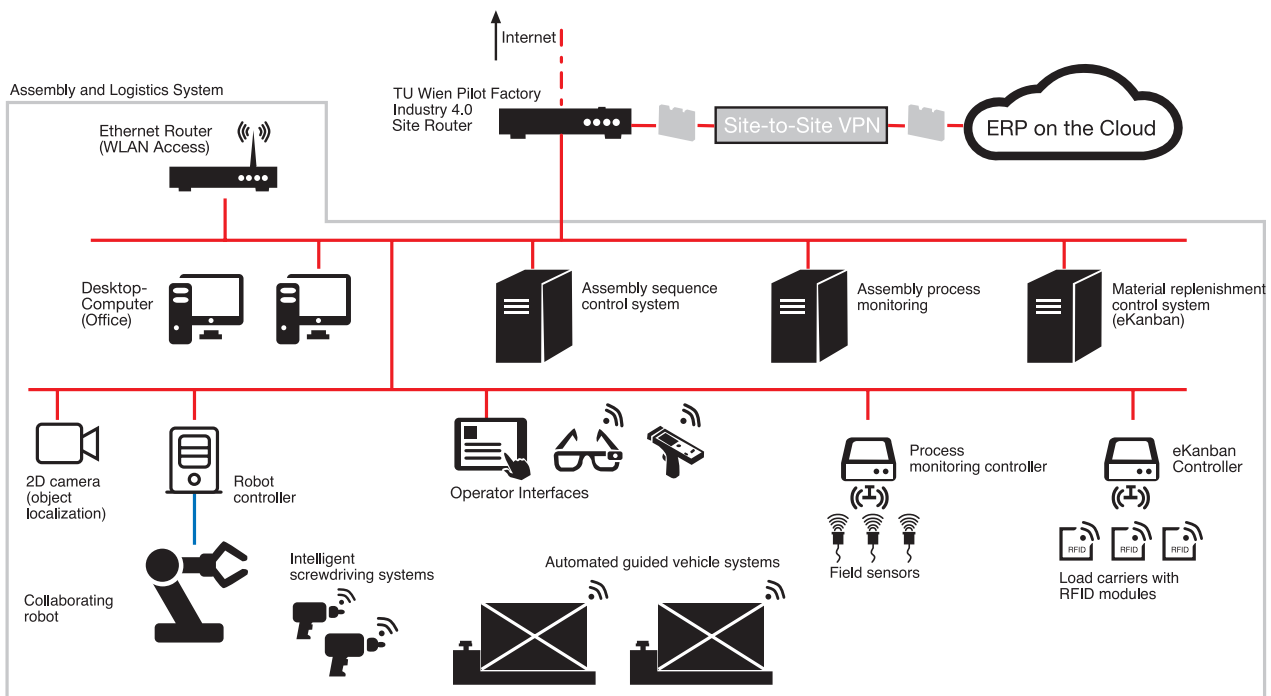 Internet
Assembly and Logistics System
TU Wien Pilot Factory
Industry 4.0
Site Router
Site-to-Site VPN
ERP on the Cloud
Ethernet Router
(WLAN Access)
Desktop-
Computer
(Office)
Assembly sequence
control system
Assembly process
monitoring
Material replenishment
control system
(eKanban)
2D camera
(object
localization)
Robot
controller
Operator Interfaces
Process
monitoring controller
eKanban
Controller
Collaborating
robot
Intelligent
screwdriving systems
Automated guided vehicle systems
Field sensors
RFID
RFID
RFID
Load carriers with
RFID modules